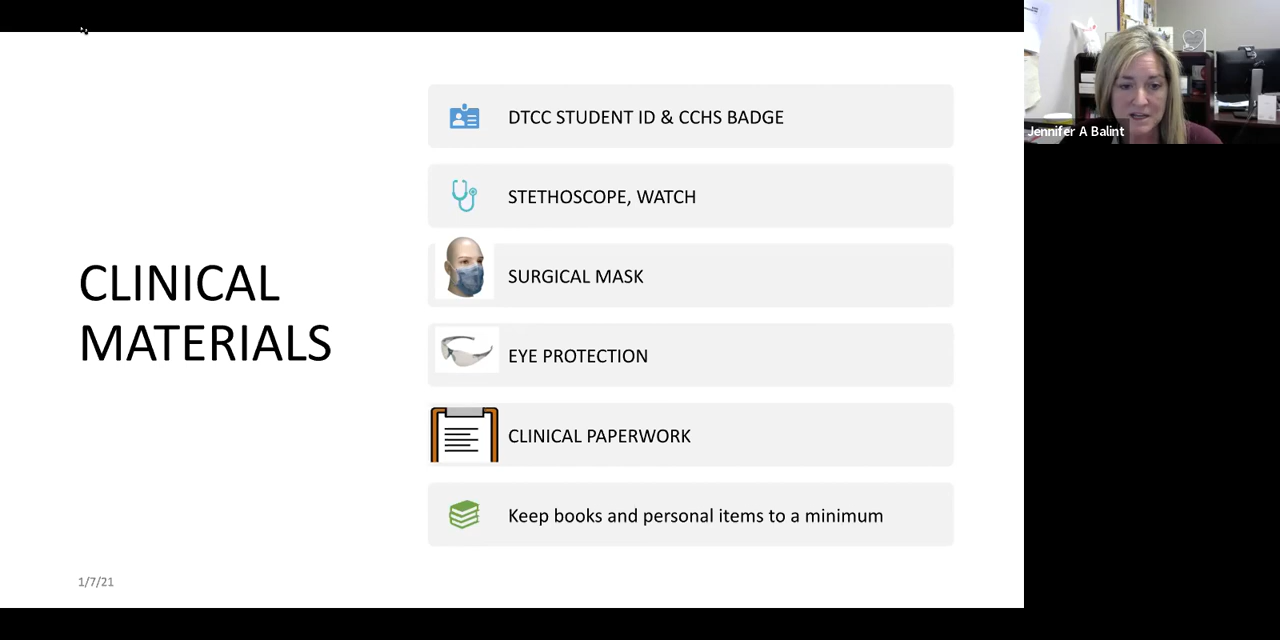 CLINICAL
MATERIALS
DTCC STUDENT ID & CCHS BADGE
STETHOSCOPE, WATCH
SURGICAL MASK
EYE PROTECTION
CLINICAL PAPERWORK
Keep books and personal items to a minimum
1/7/21
Jennifer A Balint